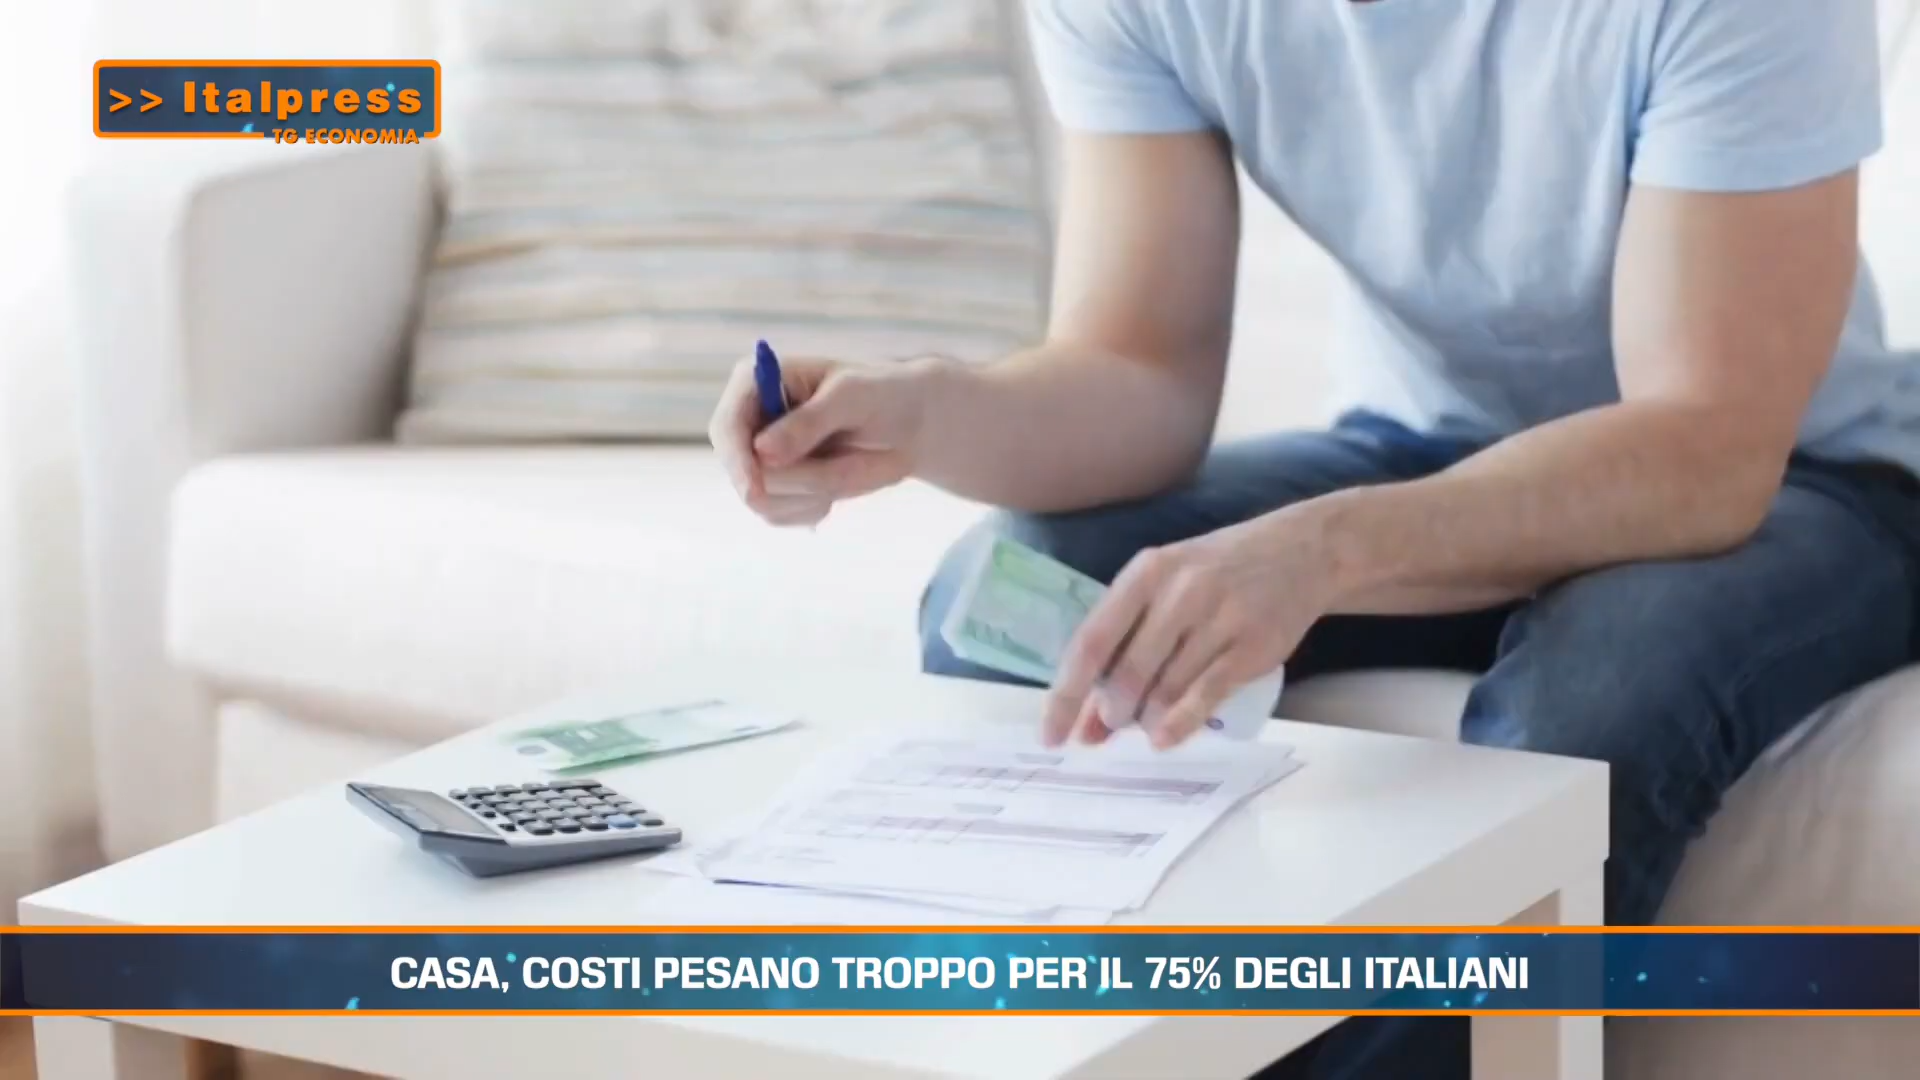 >> Italpress
TG ECONOMIA
CASA, COSTI PESANO TROPPO PER IL 75% DEGLI ITALIANI